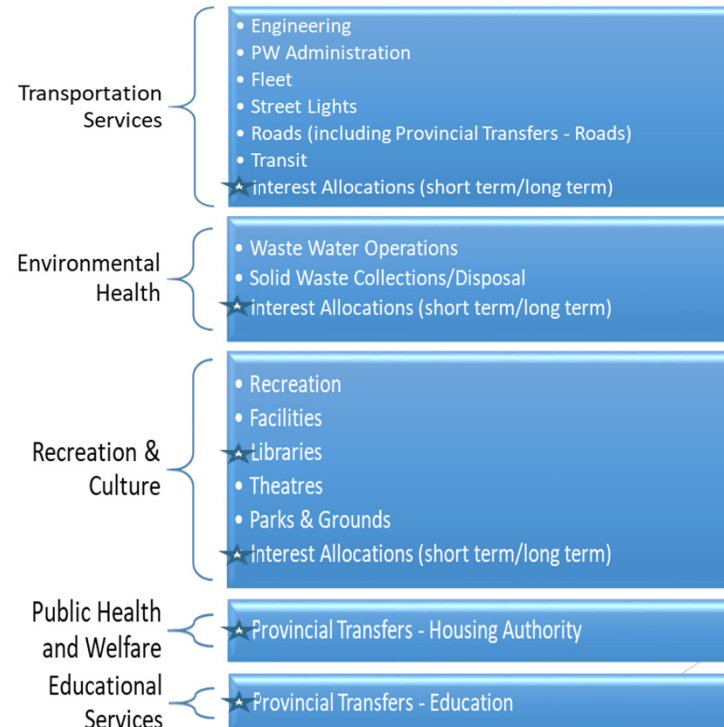 Transportation
Services
• Engineering
• PW Administration
• Fleet
• Street Lights
• Roads (including Provincial Transfers - Roads)
• Transit
Interest Allocations (short term/long term)
Environmental
Health
• Waste Water Operations
• Solid Waste Collections/Disposal
Interest Allocations (short term/long term)
Recreation &
Culture
• Recreation
• Facilities
Libraries
• Theatres
• Parks & Grounds
Interest Allocations (short term/long term)
Public Health
and Welfare
Provincial Transfers - Housing Authority
Educational
Services
Provincial Transfers - Education